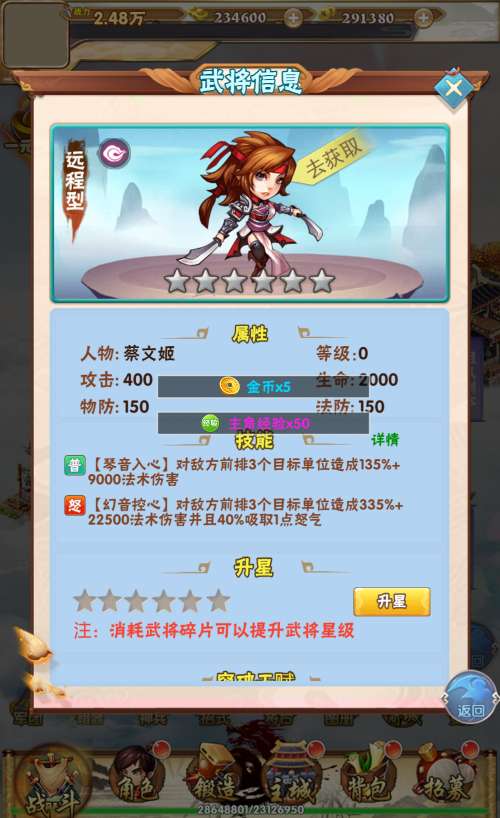 战力 2.48万
234600
291380
武将信息
远程型
去获取
属性
人物: 蔡文姬 等级: 0
攻击: 400 生命: 2000
金币x5
物防: 150 法防: 150
经验 主角经验x50
技能 详情
普【琴音入心】对敌方前排3个目标单位造成135%+
9000法术伤害
怒【幻音控心】对敌方前排3个目标单位造成335%+
22500法术伤害并且40%吸取1点怒气
升星
升星
注: 消耗武将碎片可以提升武将星级
突破天赋
返回
军团
战斗 角色 锻造 主城 背包 招募
28648801/23126950